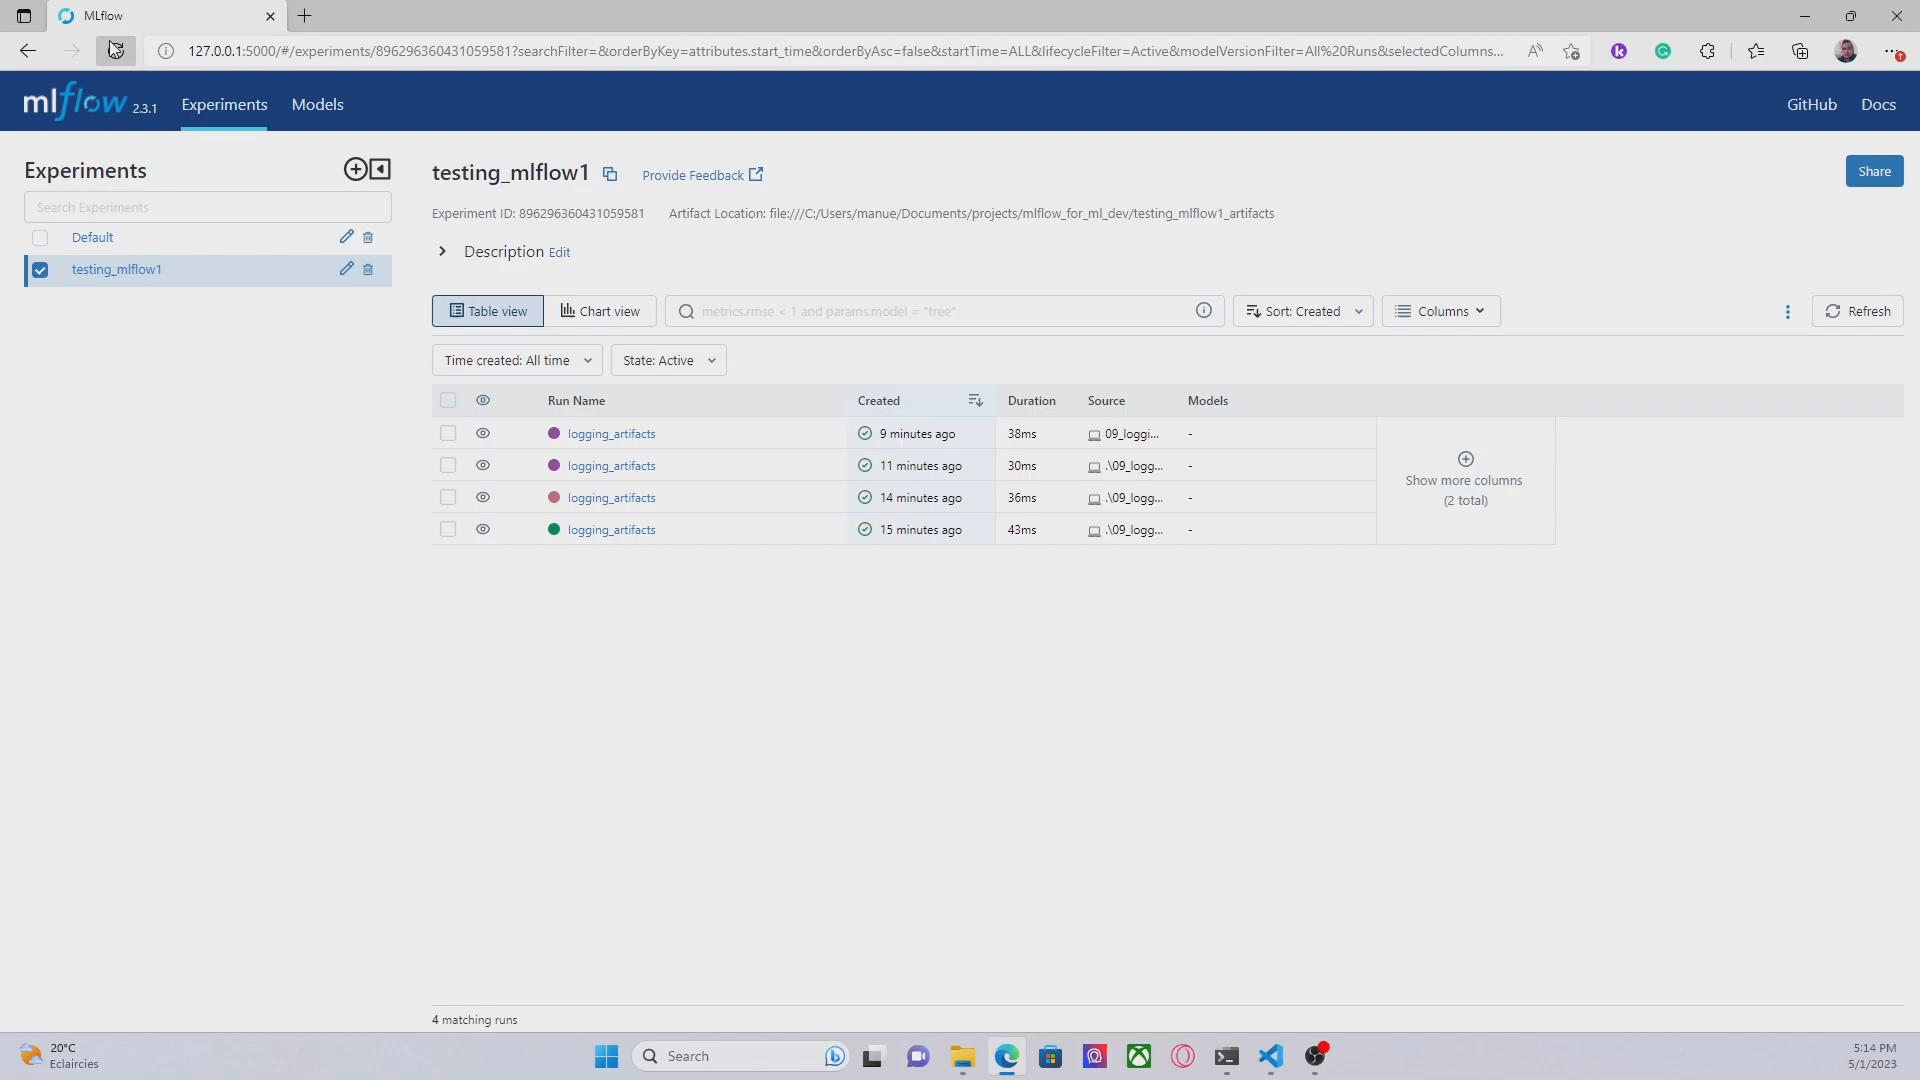 MLflow
127.0.0.1:5000/#/experiments/896296360431059581?searchFilter=&orderByKey=attributes.start_time&orderByAsc=false&startTime=ALL&lifecycleFilter=Active&modelVersionFilter=All%20Runs&selectedColumns...
mlflow 2.3.1 Experiments Models GitHub Docs
Experiments
Search Experiments
Default
testing_mlflow1
testing_mlflow1 Provide Feedback Share
Experiment ID: 896296360431059581 Artifact Location: file:///C:/Users/manue/Documents/projects/mlflow_for_ml_dev/testing_mlflow1_artifacts
Description Edit
Table view Chart view metrics.rmse < 1 and params.model = "tree" Sort: Created Columns Refresh
Time created: All time State: Active
Run Name Created Duration Source Models
logging_artifacts 9 minutes ago 38ms 09_loggi... -
logging_artifacts 11 minutes ago 30ms .\09_logg... -
logging_artifacts 14 minutes ago 36ms .\09_logg... -
logging_artifacts 15 minutes ago 43ms .\09_logg... -
Show more columns
(2 total)
4 matching runs
20°C
Eclaircies
Search
5:14 PM
5/1/2023